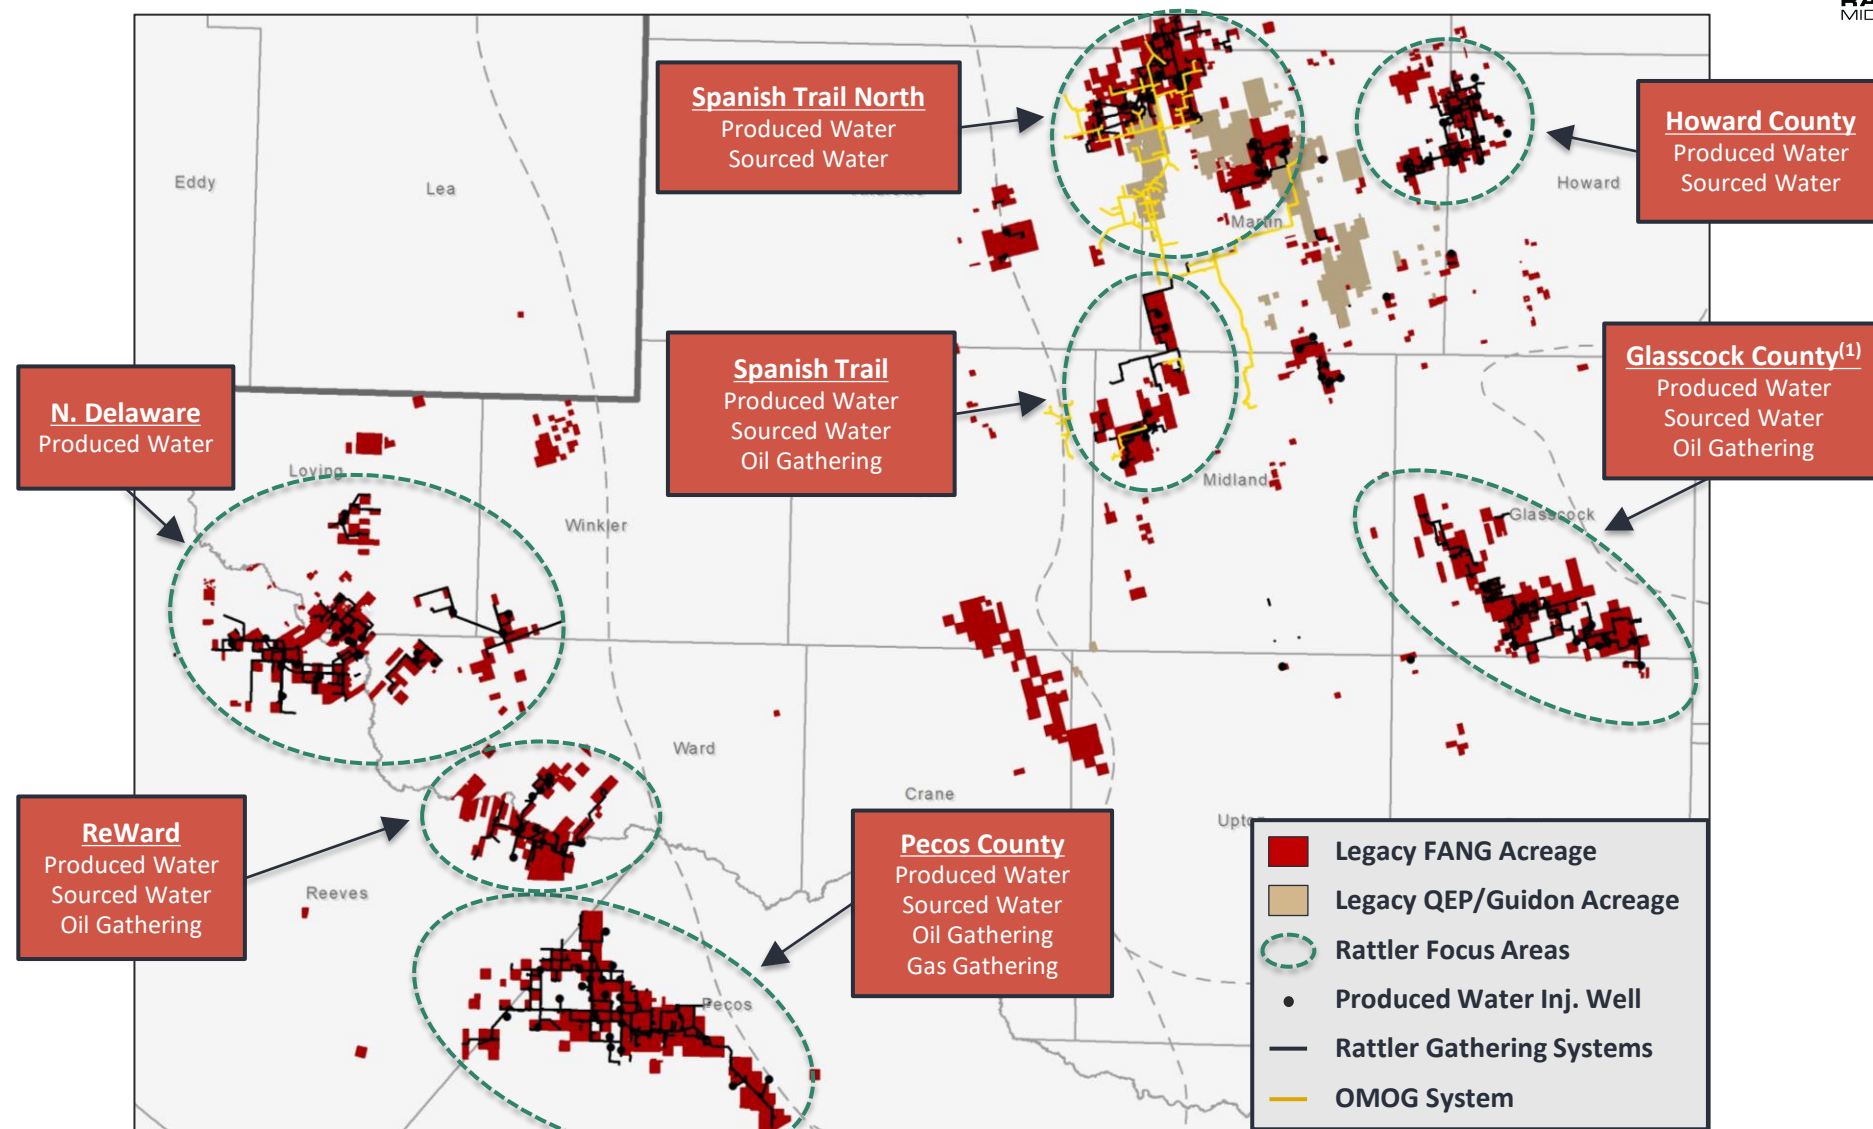 Spanish Trail North
Produced Water
Sourced Water
Howard County
Produced Water
Sourced Water
Eddy
Lea
Howard
Martin
Spanish Trail
Produced Water
Sourced Water
Oil Gathering
Glasscock County(1)
Produced Water
Sourced Water
Oil Gathering
N. Delaware
Produced Water
Loving
Winkler
Midland
Glasscock
Ward
Crane
Upton
ReWard
Produced Water
Sourced Water
Oil Gathering
Reeves
Pecos County
Produced Water
Sourced Water
Oil Gathering
Gas Gathering
Pecos
Legacy FANG Acreage
Legacy QEP/Guidon Acreage
Rattler Focus Areas
Produced Water Inj. Well
Rattler Gathering Systems
OMOG System